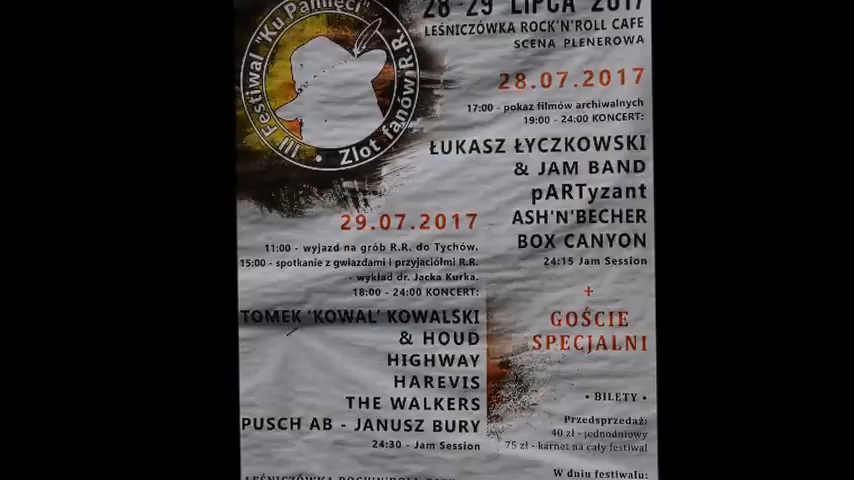 III Festiwal "Ku Pamięci"
Zlot fanów R.R.
28-29 LIPCA 2017
LEŚNICZÓWKA ROCK'N'ROLL CAFE
SCENA PLENEROWA
28.07.2017
17:00 - pokaz filmów archiwalnych
19:00 - 24:00 KONCERT:
ŁUKASZ ŁYCZKOWSKI
& JAM BAND
pARTyzant
ASH'N'BECHER
BOX CANYON
24:15 Jam Session
29.07.2017
11:00 - wyjazd na grób R.R. do Tychów.
15:00 - spotkanie z gwiazdami i przyjaciółmi R.R.
- wykład dr. Jacka Kurka.
18:00 - 24:00 KONCERT:
TOMEK 'KOWAL' KOWALSKI
& HOUD
HIGHWAY
HAREVIS
THE WALKERS
PUSCH AB - JANUSZ BURY
24:30 - Jam Session
+
GOŚCIE
SPECJALNI
• BILETY •
Przedsprzedaż:
40 zł - jednodniowy
75 zł - karnet na cały festiwal
W dniu festiwalu:
LEŚNICZÓWKA ROCK'N'ROLL